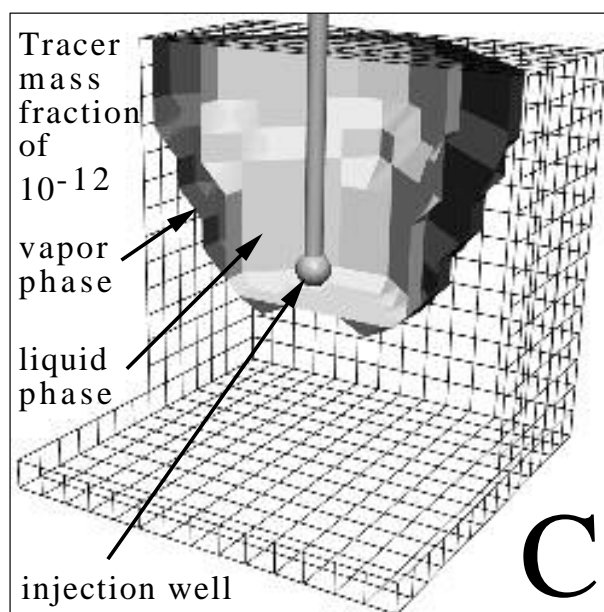 Tracer
mass
fraction
of
10-12
vapor
phase
liquid
phase
injection well
C